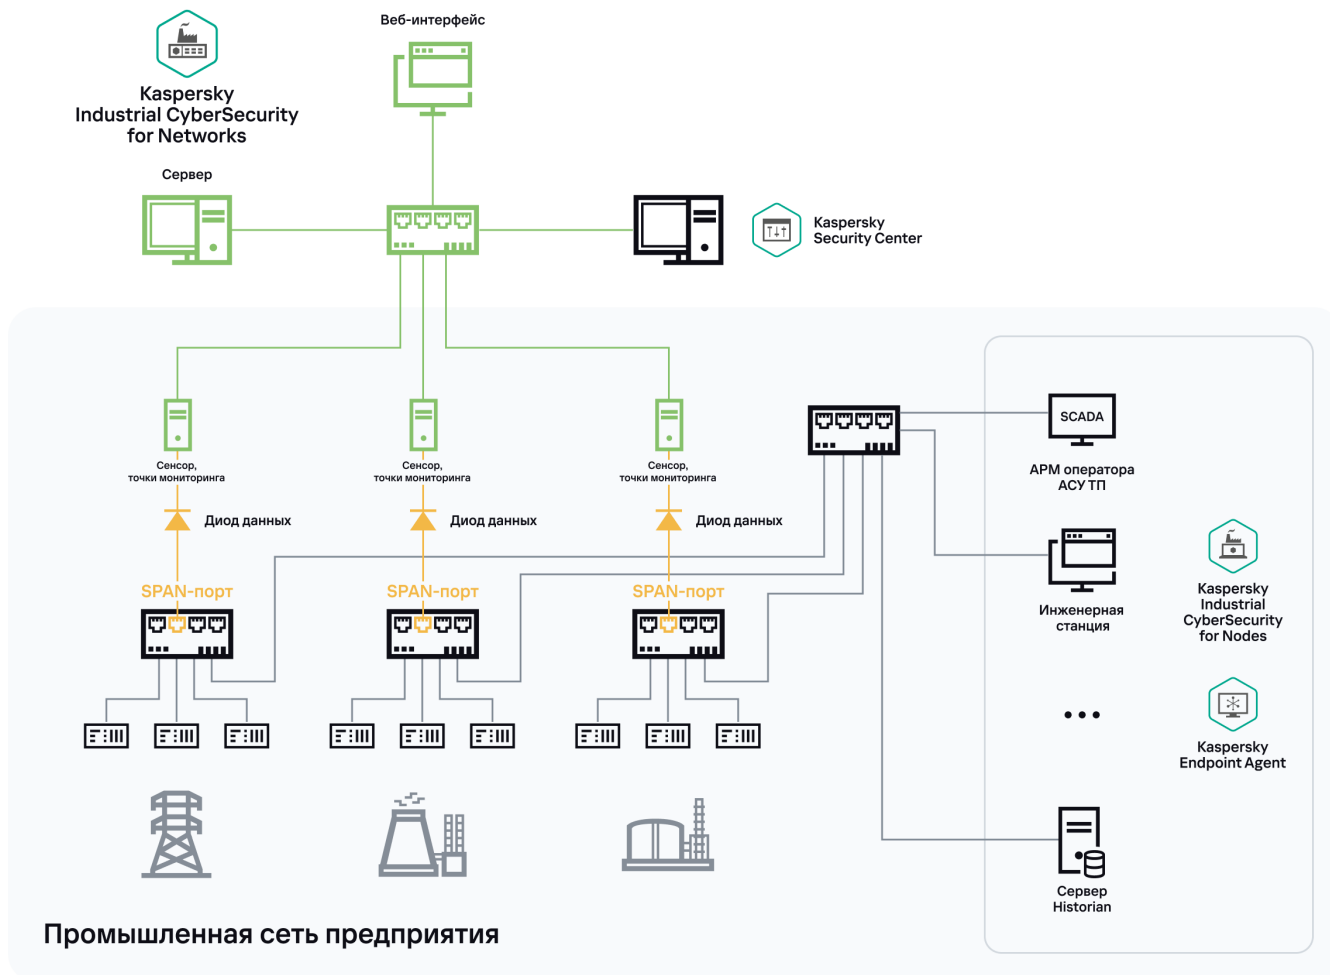 Веб-интерфейс
Kaspersky
Industrial CyberSecurity
for Networks
Сервер
Kaspersky
Security Center
SCADA
АРМ оператора
АСУ ТП
Сенсор,
точки мониторинга
Сенсор,
точки мониторинга
Сенсор,
точки мониторинга
Диод данных
Диод данных
Диод данных
SPAN-порт
SPAN-порт
SPAN-порт
Инженерная
станция
Kaspersky
Industrial
CyberSecurity
for Nodes
Kaspersky
Endpoint Agent
Сервер
Historian
Промышленная сеть предприятия